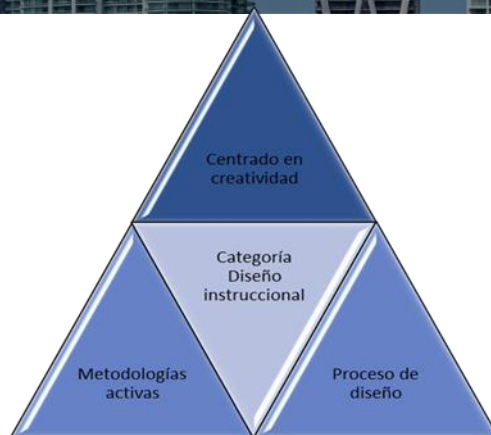 Centrado en
creatividad
Categoría
Diseño
instruccional
Metodologías
activas
Proceso de
diseño